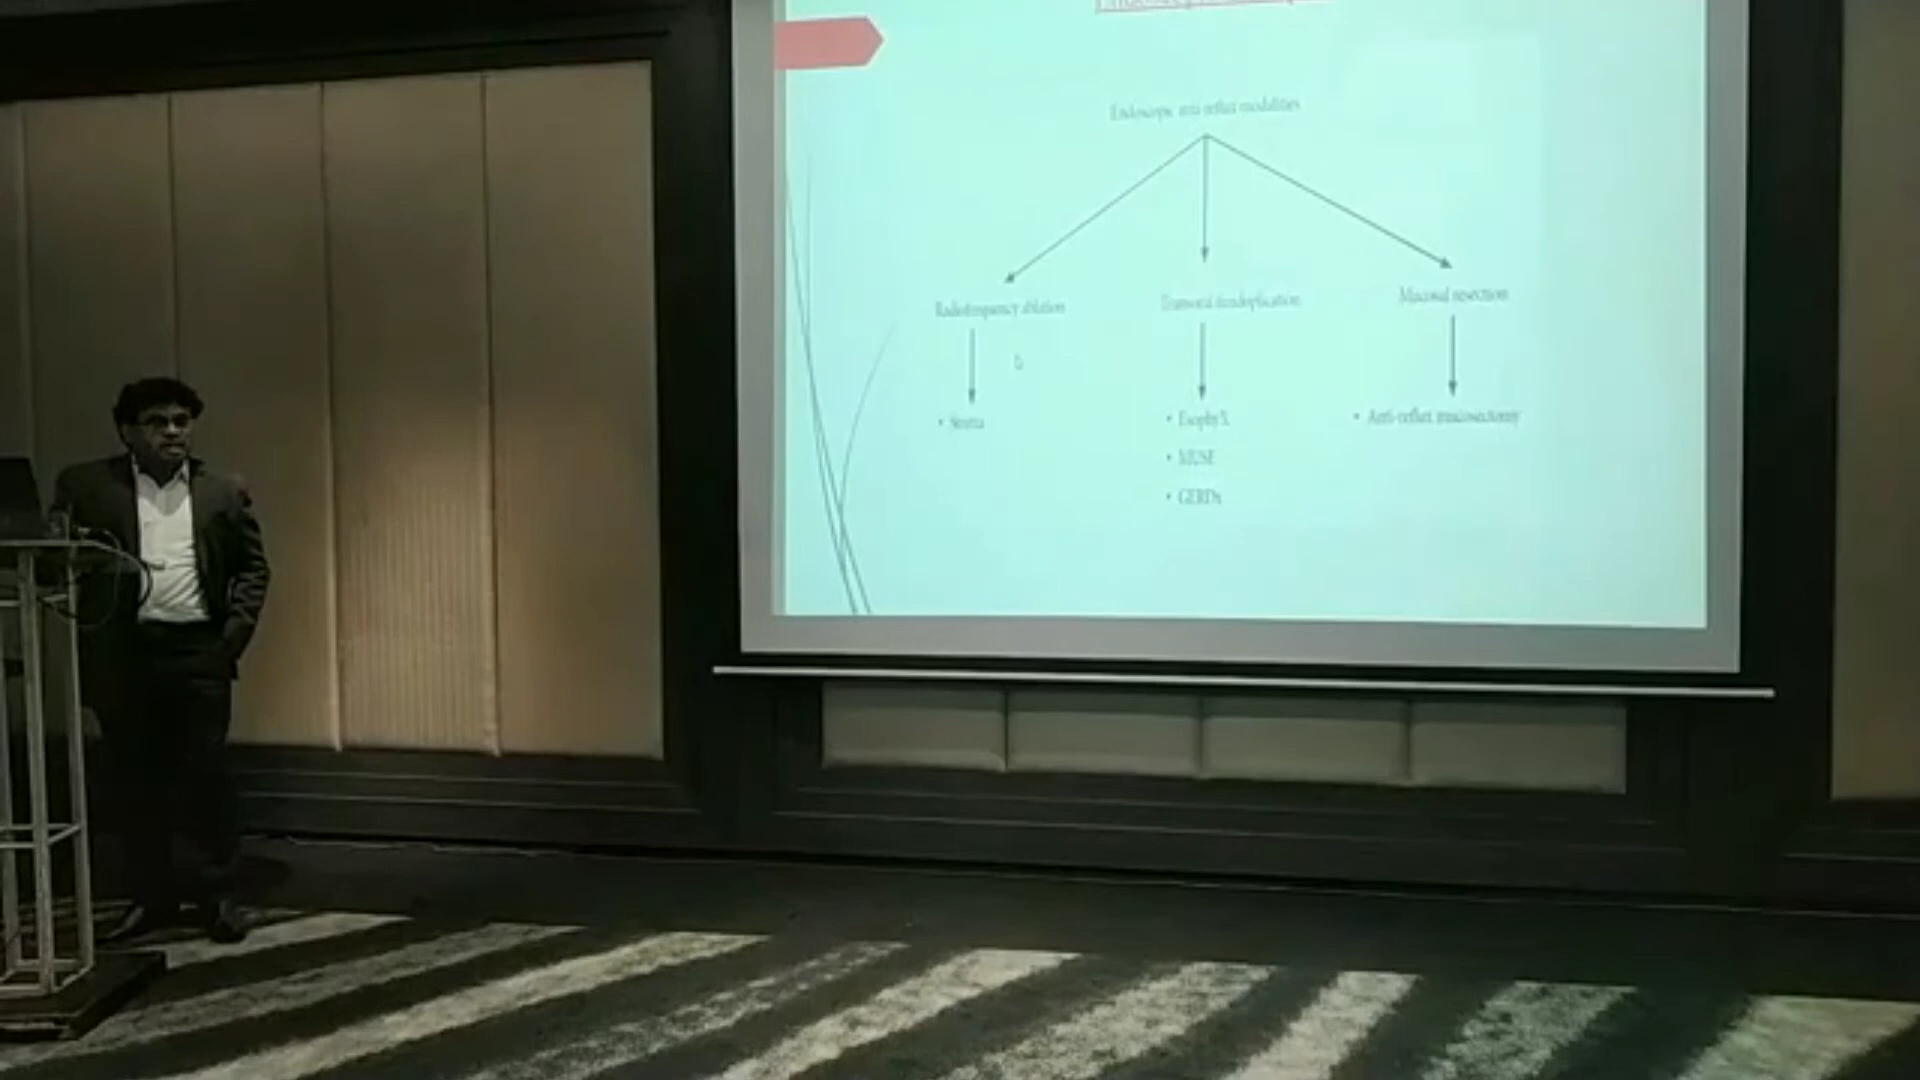 Endoscopic anti reflux modalities
Radiofrequency ablation
Transoral fundoplication
Mucosal resection
• Stretta
• EsophyX
• Anti-reflux mucosectomy
• MUSE
• GERDx